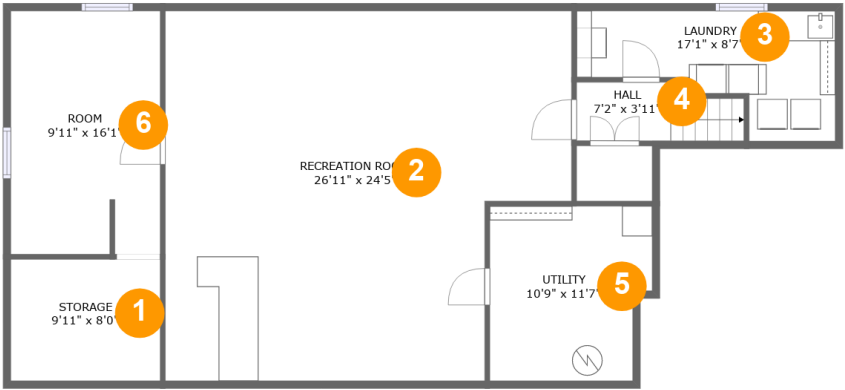 LAUNDRY
17'1" x 8'7"
3
HALL
7'2" x 3'11"
4
ROOM
9'11" x 16'1"
6
RECREATION
26'11" x 24'5"
2
UTILITY
10'9" x 11'7"
5
STORAGE
9'11" x 8'0"
1